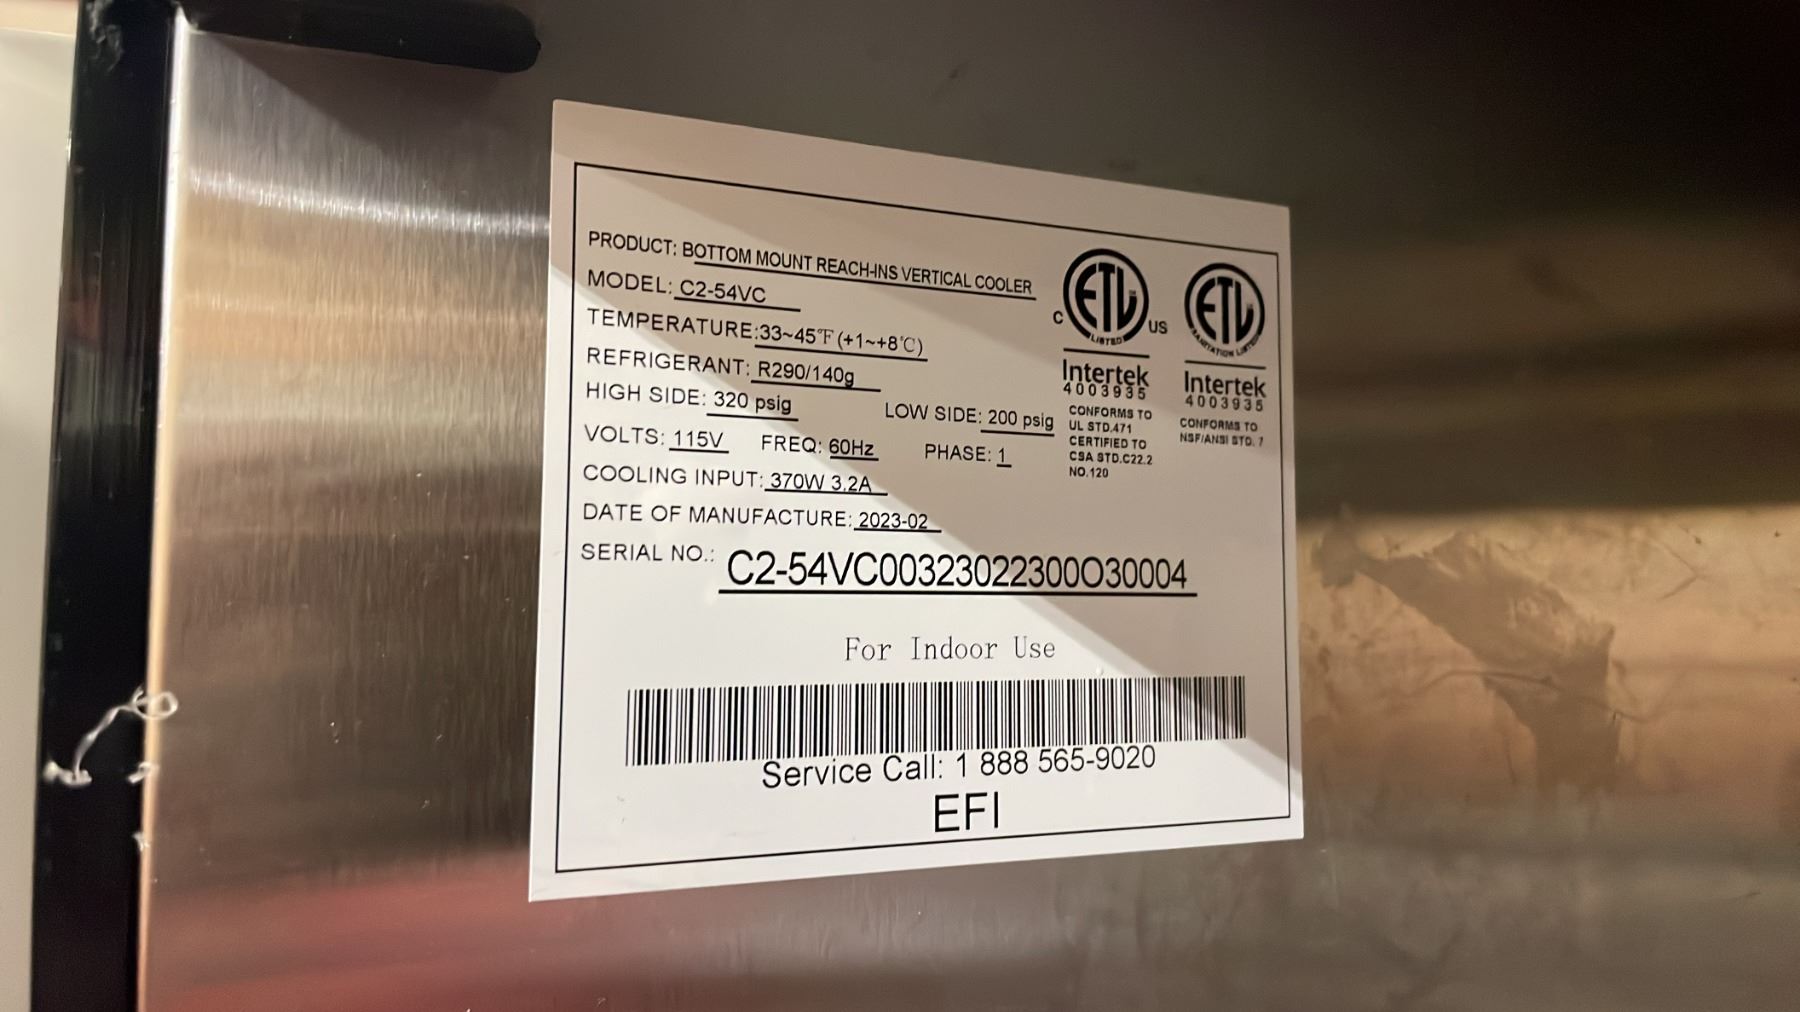 PRODUCT: BOTTOM MOUNT REACH-INS VERTICAL COOLER
MODEL: C2-54VC
TEMPERATURE:33~45℉(+1~+8℃)
REFRIGERANT: R290/140g
HIGH SIDE: 320 psig LOW SIDE: 200 psig
VOLTS: 115V FREQ: 60Hz PHASE: 1
COOLING INPUT: 370W 3.2A
DATE OF MANUFACTURE: 2023-02
SERIAL NO.: C2-54VC00323022300O30004
ETL
LISTED
C US
Intertek
4003935
CONFORMS TO
UL STD.471
CERTIFIED TO
CSA STD.C22.2
NO.120
ETL
SANITATION LISTED
Intertek
4003935
CONFORMS TO
NSF/ANSI STD. 7
For Indoor Use
Service Call: 1 888 565-9020
EFI